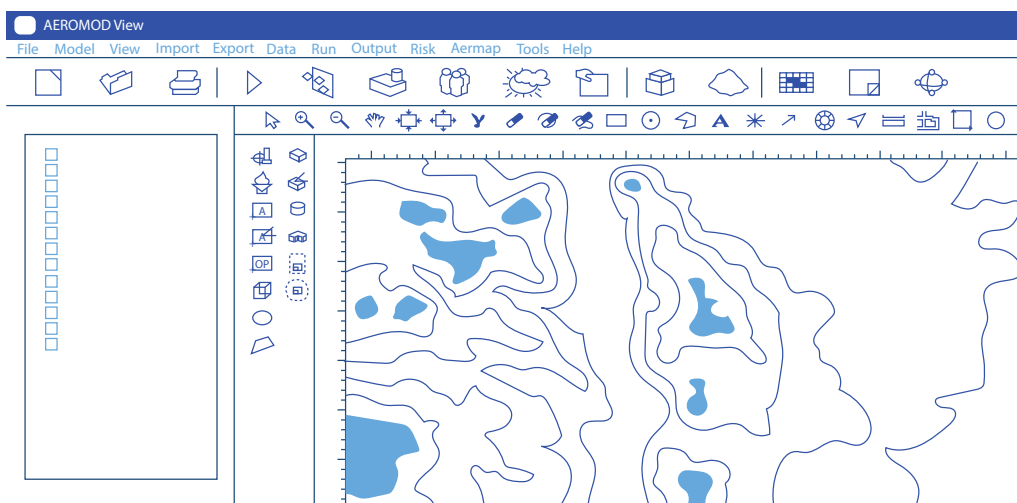 AEROMOD View
File Model View Import Export Data Run Output Risk Aermap Tools Help
A
A
A
OP